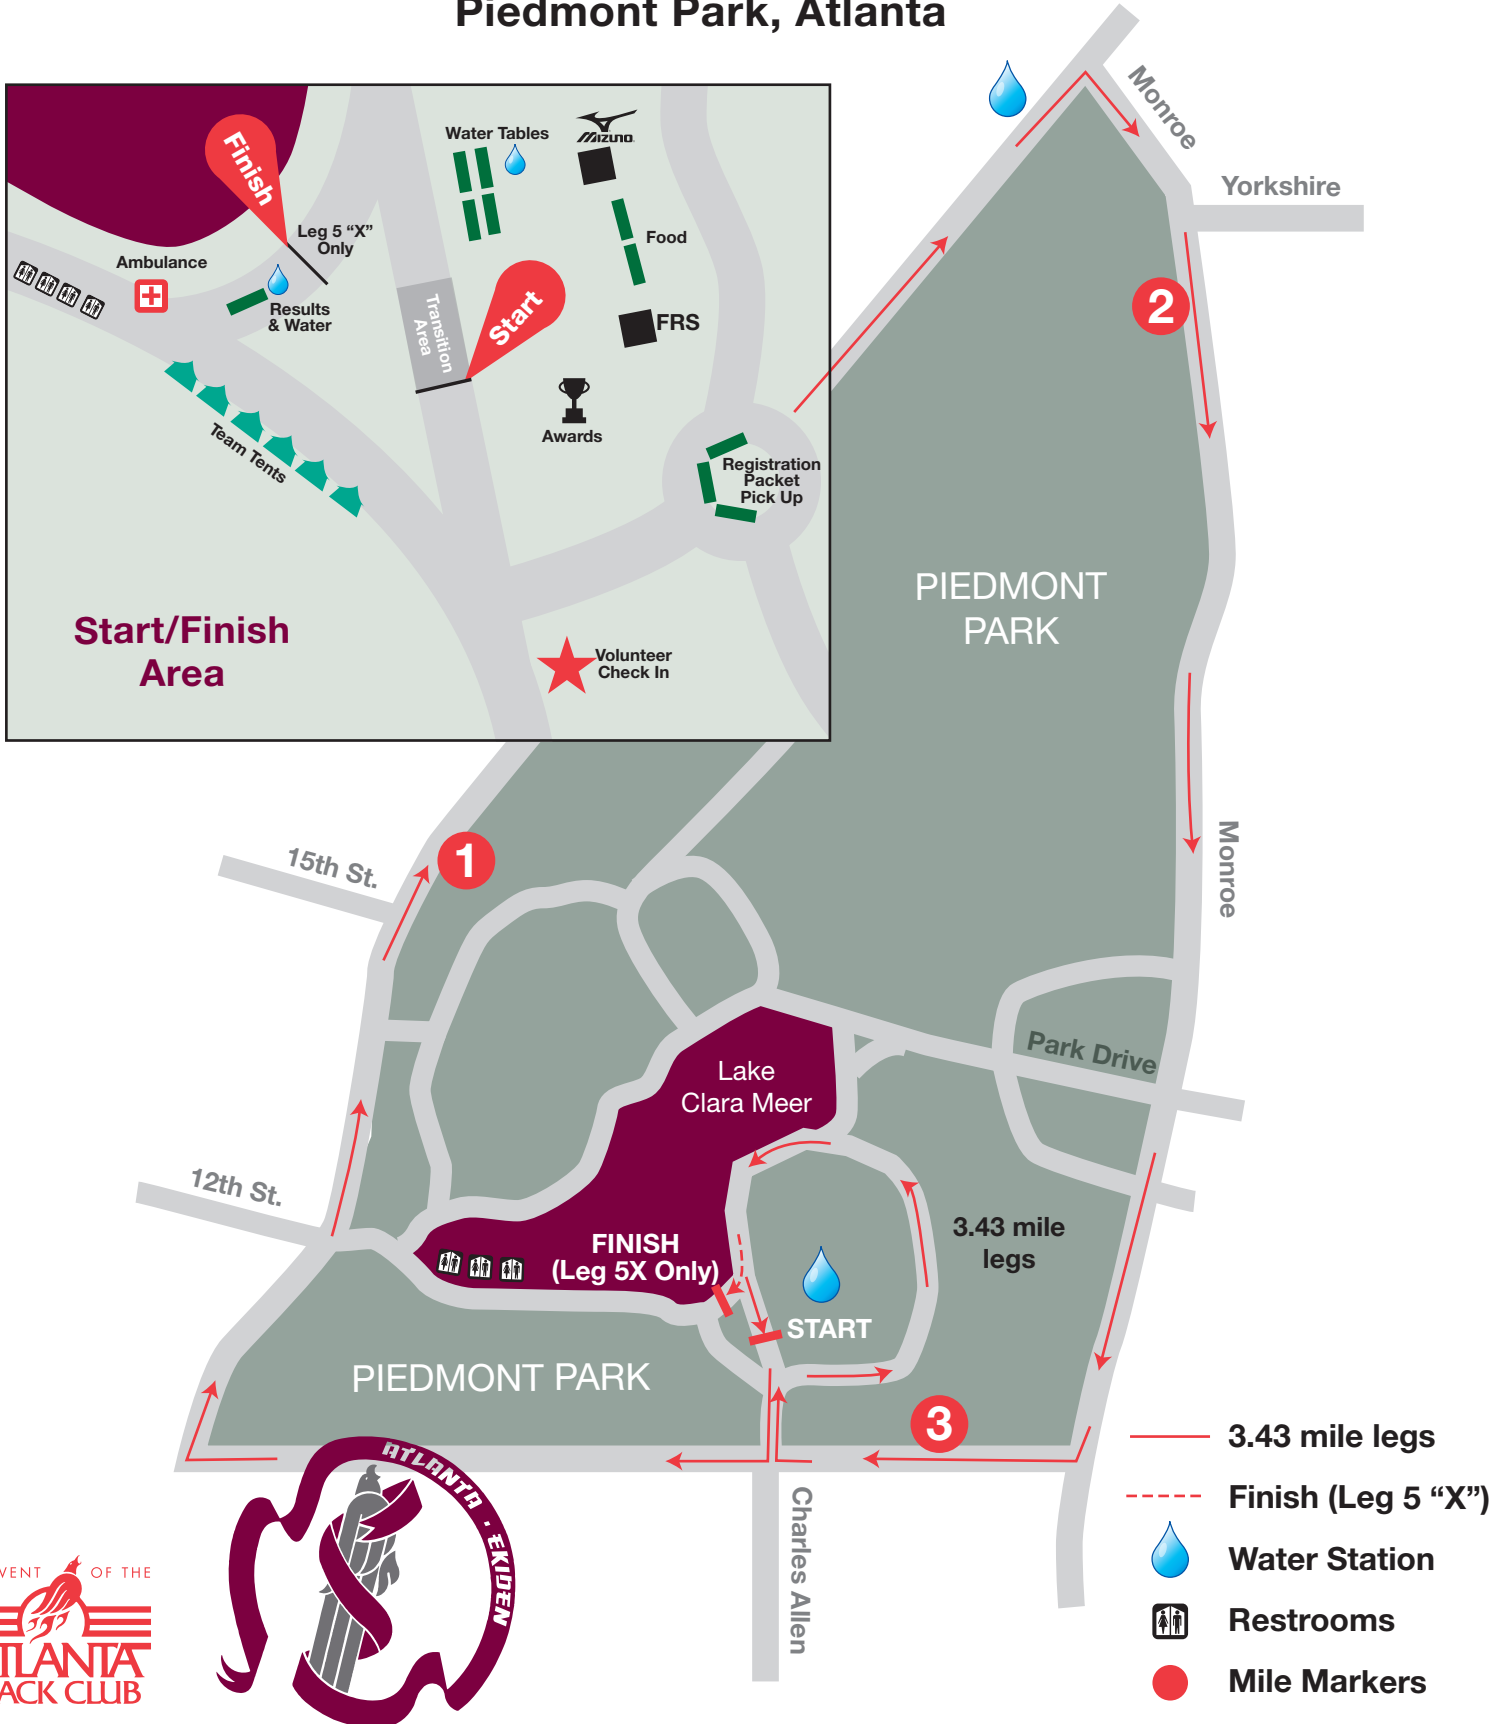 Piedmont Park, Atlanta
Finish
Leg 5 “X”
Only
Ambulance
Results
& Water
Water Tables
MIZUNO
Food
FRS
Transition
Area
Start
Awards
Team Tents
Registration
Packet
Pick Up
Start/Finish
Area
Volunteer
Check In
Monroe
Yorkshire
2
PIEDMONT
PARK
Monroe
1
15th St.
Park Drive
Lake
Clara Meer
12th St.
FINISH
(Leg 5X Only)
3.43 mile
legs
START
PIEDMONT PARK
3
Charles Allen
ATLANTA · EKIDEN
VENT OF THE
TLANTA
ACK CLUB
3.43 mile legs
Finish (Leg 5 “X”)
Water Station
Restrooms
Mile Markers